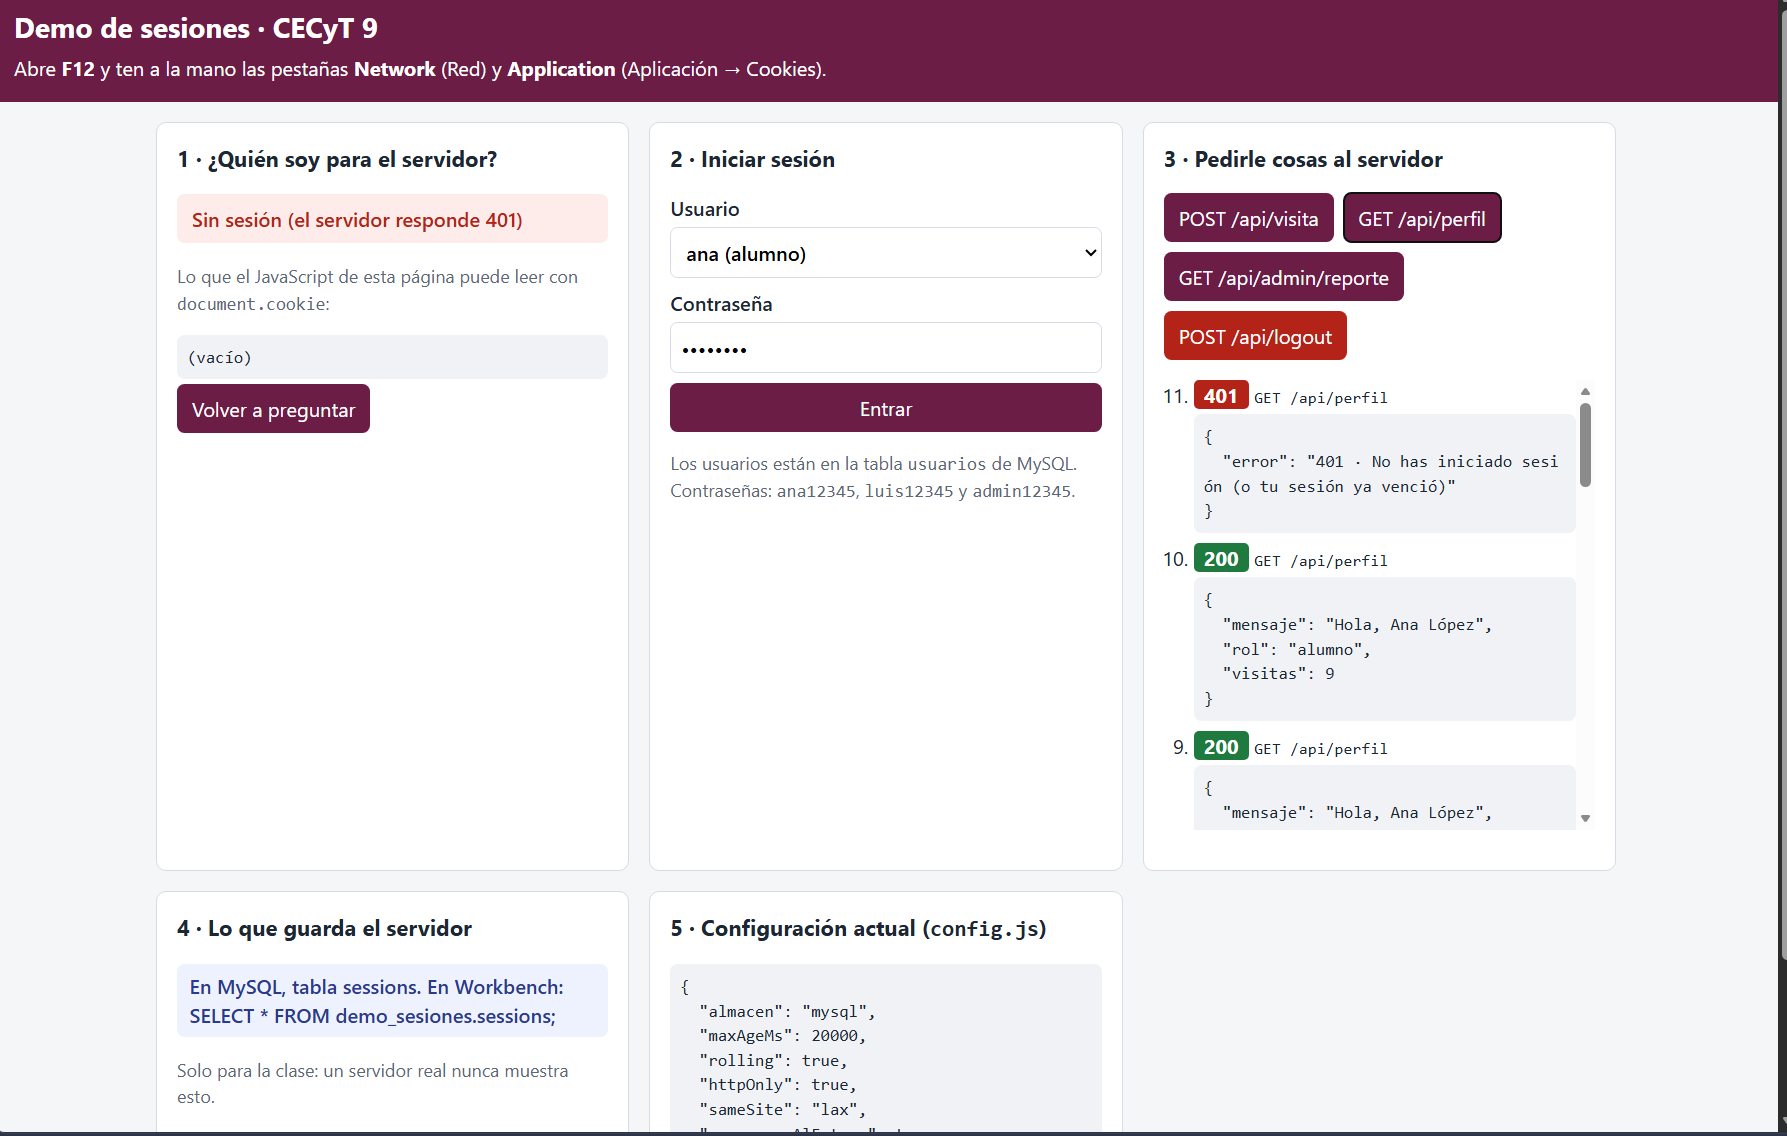 Demo de sesiones · CECyT 9
Abre F12 y ten a la mano las pestañas Network (Red) y Application (Aplicación → Cookies).
1 · ¿Quién soy para el servidor?
Sin sesión (el servidor responde 401)
Lo que el JavaScript de esta página puede leer con
document.cookie:
(vacío)
Volver a preguntar
2 · Iniciar sesión
Usuario
ana (alumno)
Contraseña
••••••••
Entrar
Los usuarios están en la tabla usuarios de MySQL.
Contraseñas: ana12345, luis12345 y admin12345.
3 · Pedirle cosas al servidor
POST /api/visita
GET /api/perfil
GET /api/admin/reporte
POST /api/logout
11. 401 GET /api/perfil
{
"error": "401 · No has iniciado sesi
ón (o tu sesión ya venció)"
}
10. 200 GET /api/perfil
{
"mensaje": "Hola, Ana López",
"rol": "alumno",
"visitas": 9
}
9. 200 GET /api/perfil
{
"mensaje": "Hola, Ana López",
4 · Lo que guarda el servidor
En MySQL, tabla sessions. En Workbench:
SELECT * FROM demo_sesiones.sessions;
Solo para la clase: un servidor real nunca muestra
esto.
5 · Configuración actual (config.js)
{
"almacen": "mysql",
"maxAgeMs": 20000,
"rolling": true,
"httpOnly": true,
"sameSite": "lax",